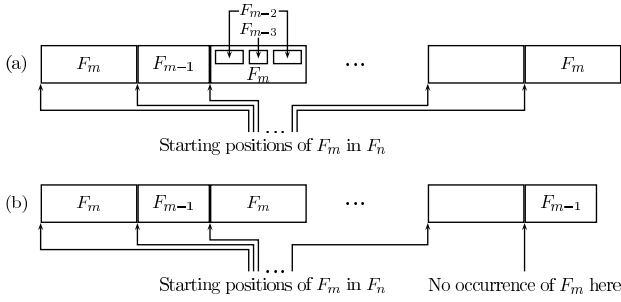 F_{m−2}
F_{m−3}
(a) F_m F_{m−1} F_m ... F_m
...
Starting positions of F_m in F_n
(b) F_m F_{m−1} F_m ... F_{m−1}
...
Starting positions of F_m in F_n No occurrence of F_m here